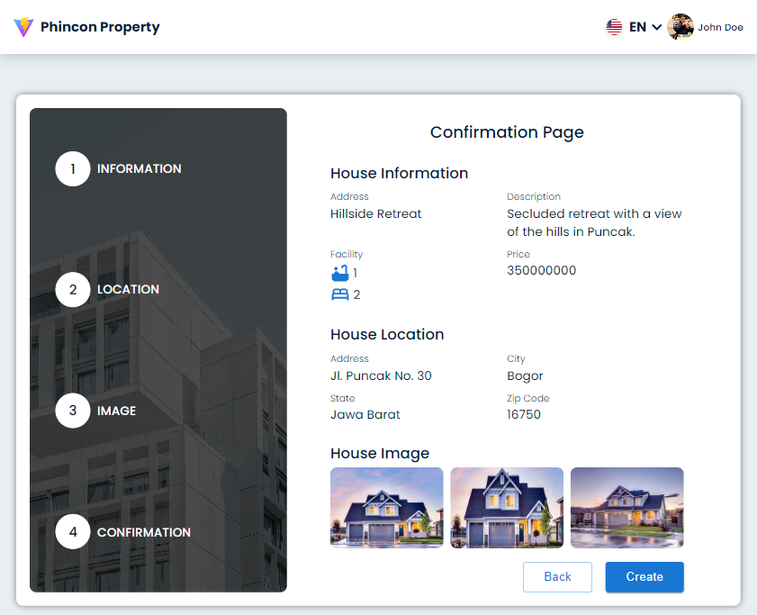 Phincon Property
EN
John Doe
1 INFORMATION
2 LOCATION
3 IMAGE
4 CONFIRMATION
Confirmation Page
House Information
Address
Hillside Retreat
Description
Secluded retreat with a view
of the hills in Puncak.
Facility
1
2
Price
350000000
House Location
Address
Jl. Puncak No. 30
City
Bogor
State
Jawa Barat
Zip Code
16750
House Image
Back
Create